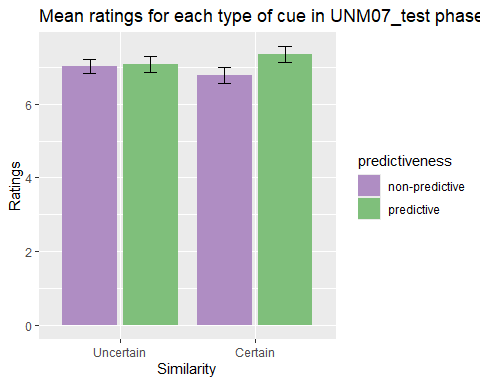 Mean ratings for each type of cue in UNM07_test phase
Ratings
6
4
2
0
Uncertain
Certain
Similarity
predictiveness
non-predictive
predictive